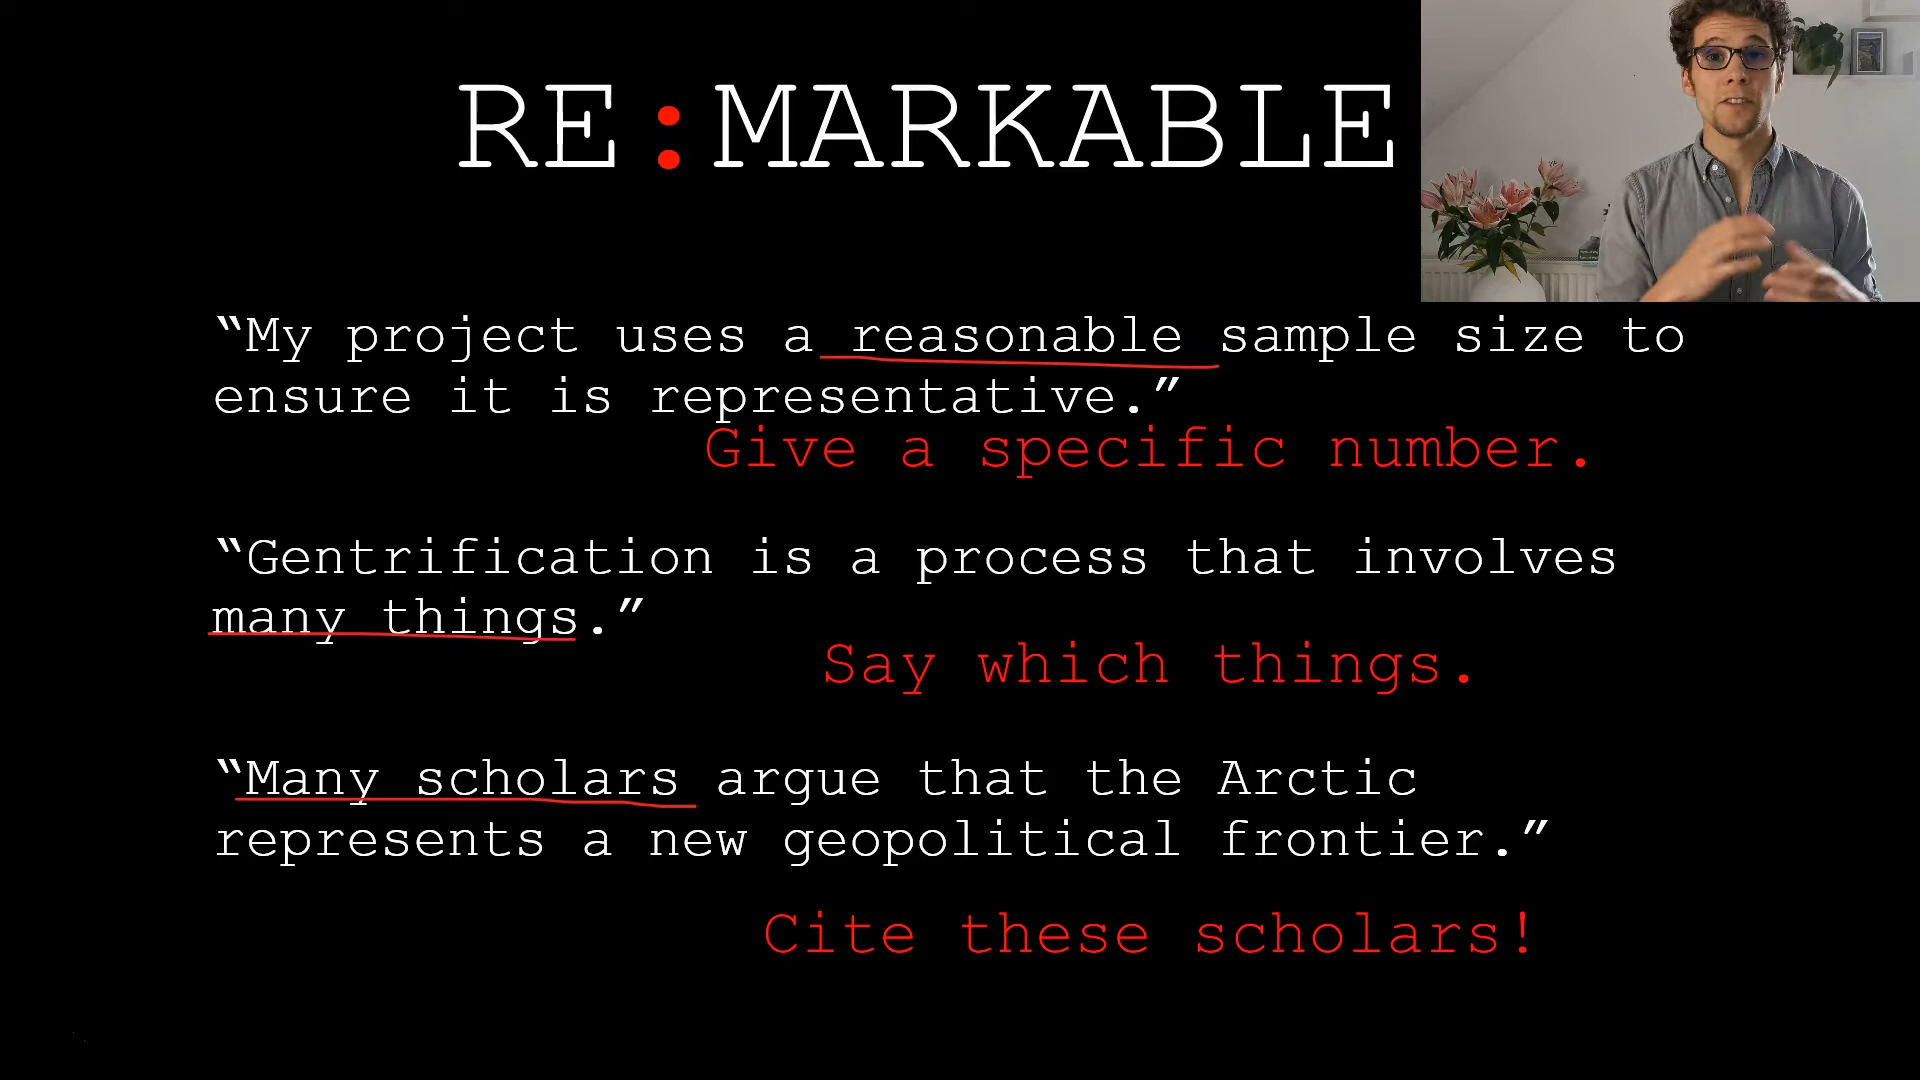 RE:MARKABLE
“My project uses a reasonable sample size to
ensure it is representative.”
Give a specific number.
“Gentrification is a process that involves
many things.”
Say which things.
“Many scholars argue that the Arctic
represents a new geopolitical frontier.”
Cite these scholars!